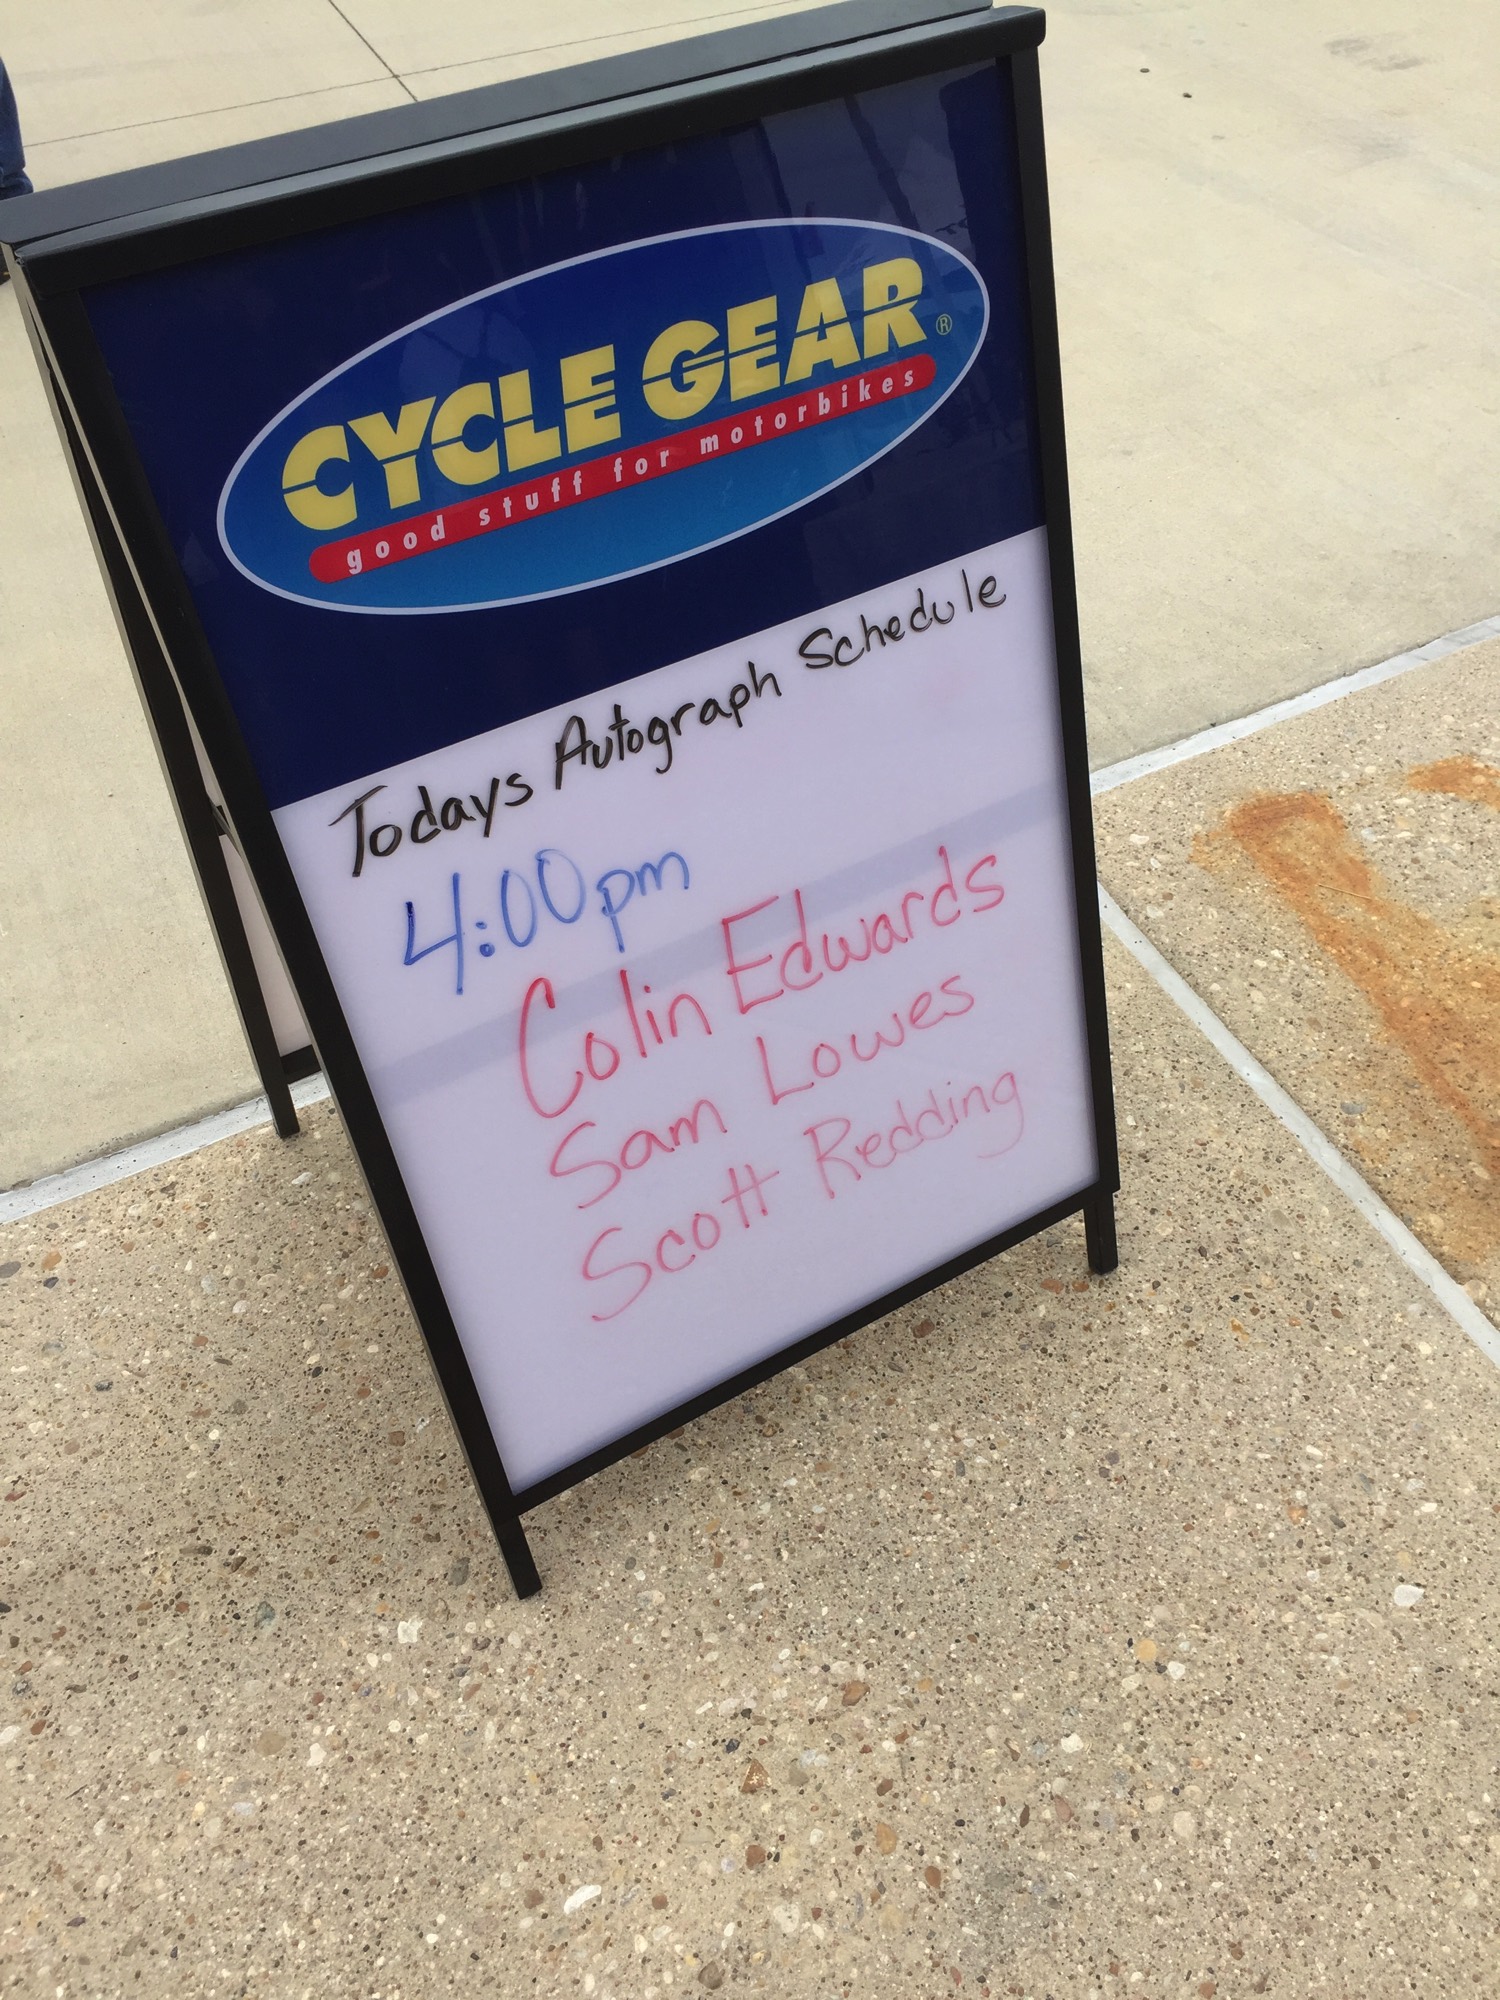 CYCLE GEAR®
good stuff for motorbikes
Todays Autograph Schedule
4:00pm
Colin Edwards
Sam Lowes
Scott Redding